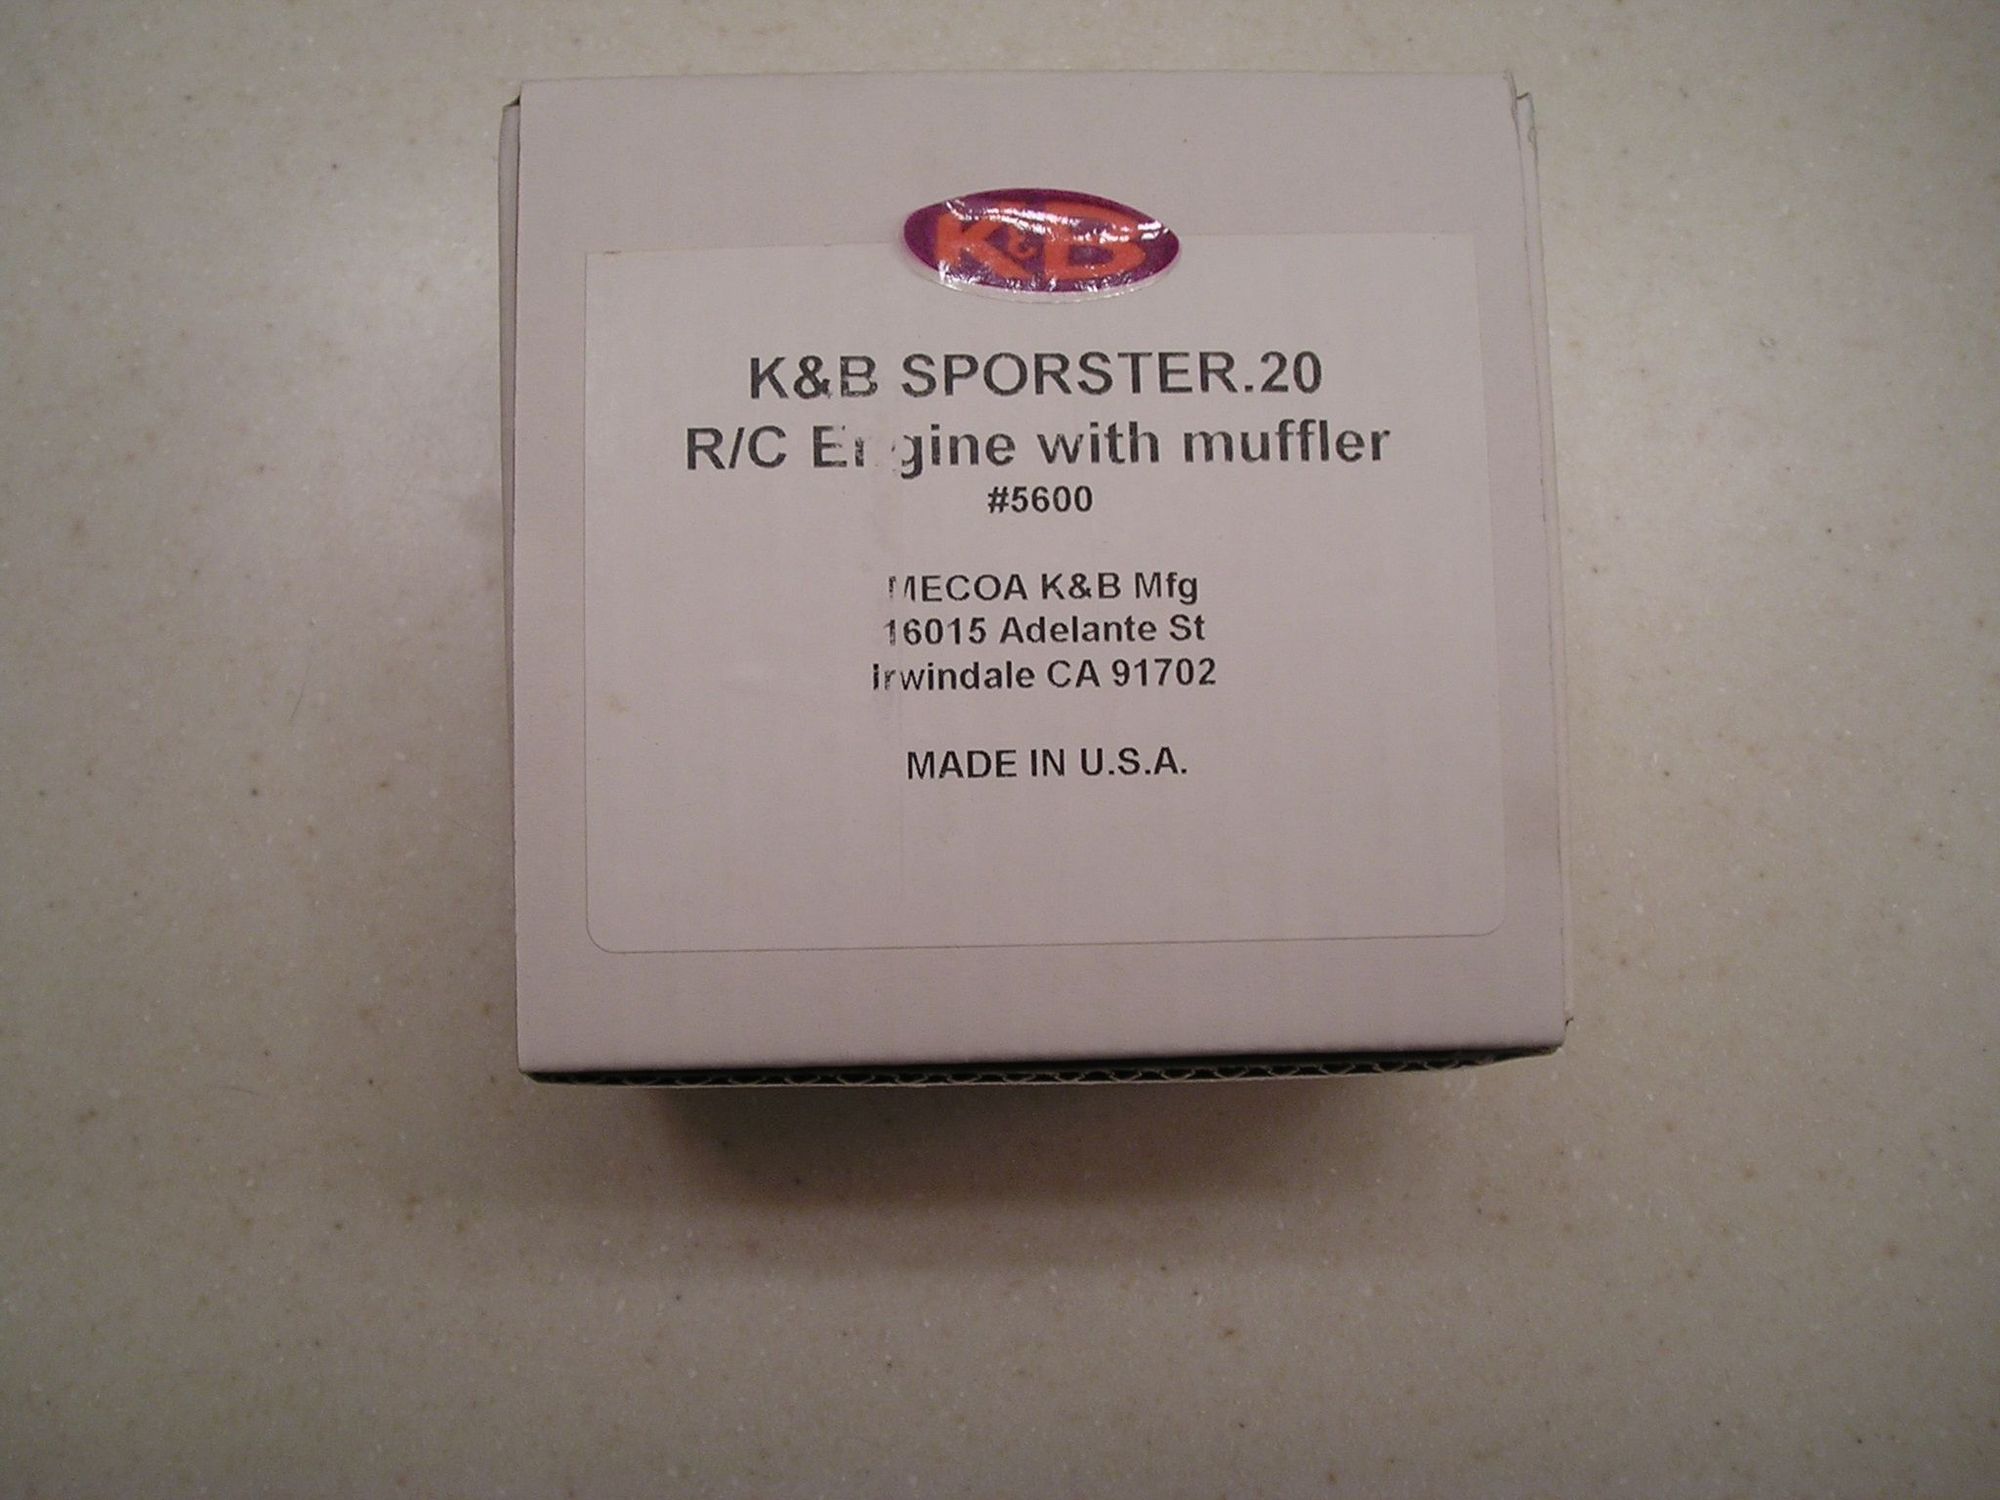 K&B
K&B SPORSTER.20
R/C Engine with muffler
#5600
MECOA K&B Mfg
16015 Adelante St
Irwindale CA 91702
MADE IN U.S.A.